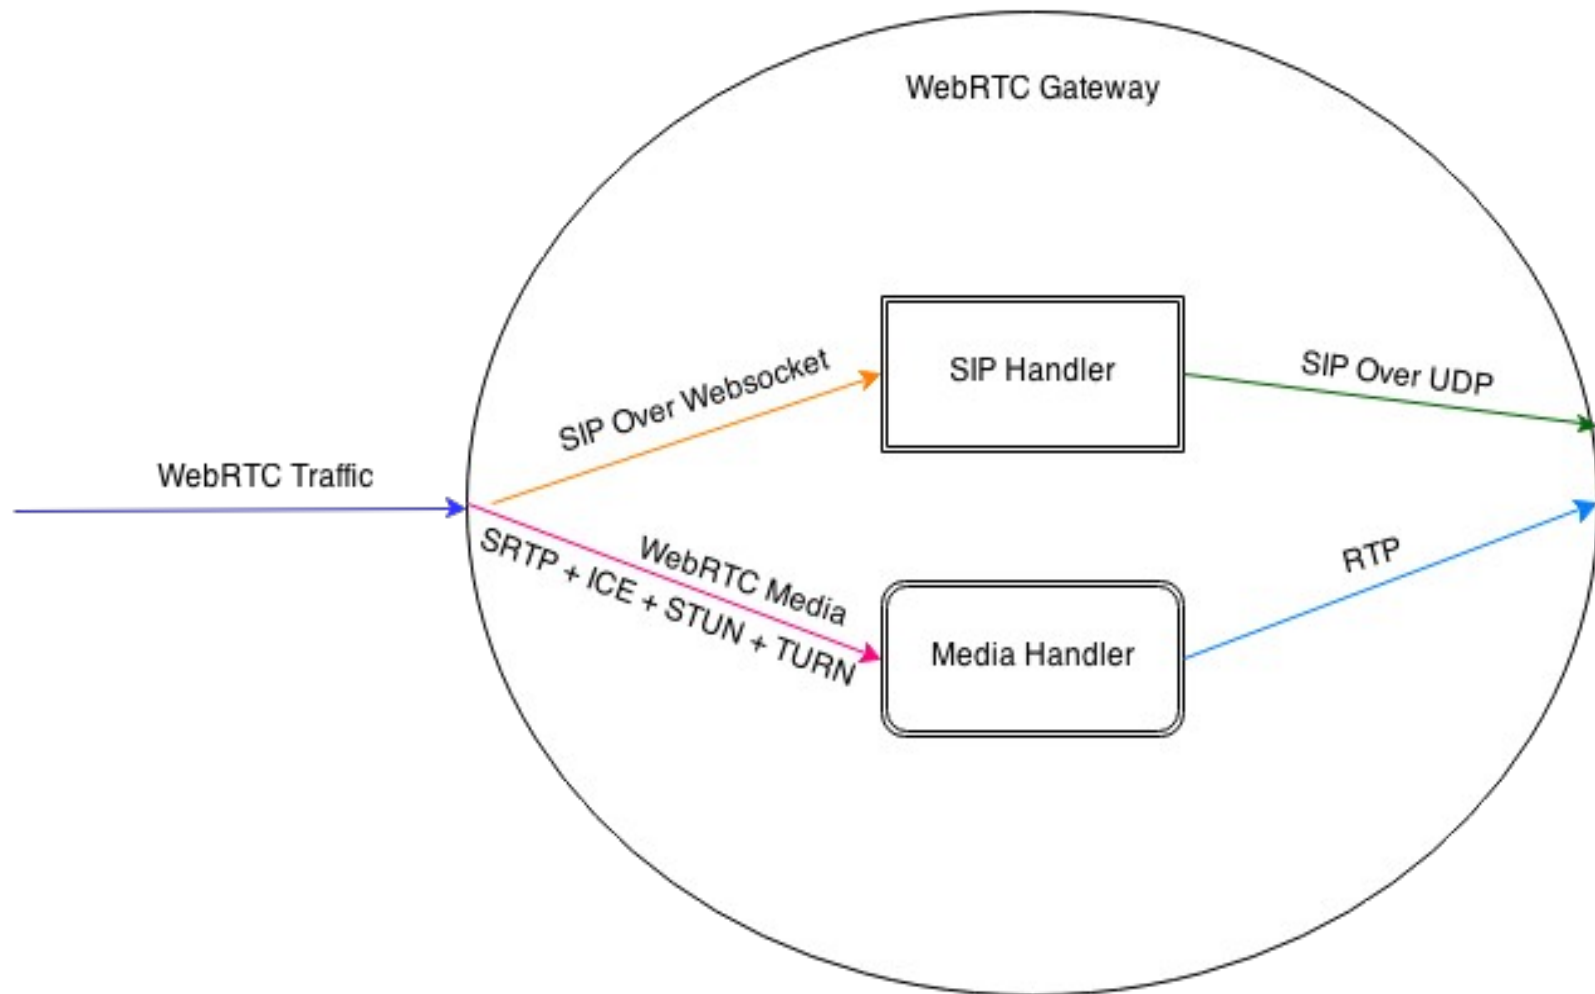 WebRTC Gateway
SIP Over Websocket
SIP Handler
SIP Over UDP
WebRTC Traffic
WebRTC Media
SRTP + ICE + STUN + TURN
Media Handler
RTP